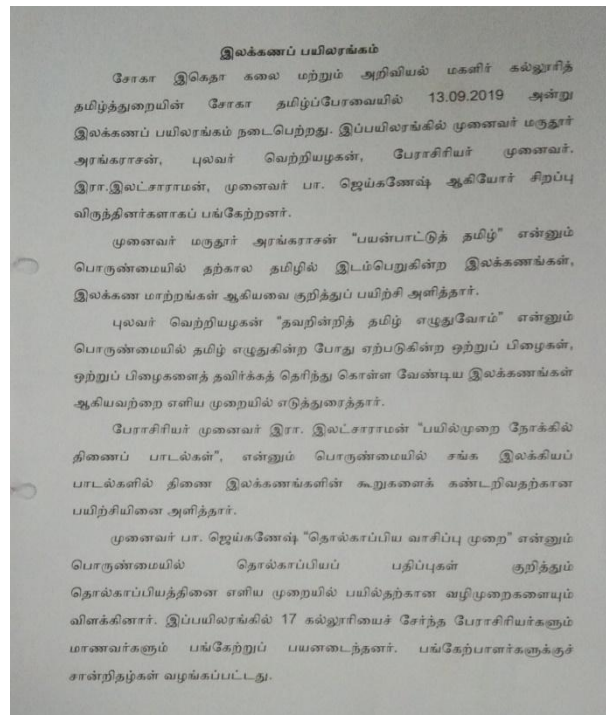 இலக்கணப் பயிலரங்கம்
சோகா இகெதா கலை மற்றும் அறிவியல் மகளிர் கல்லூரித்
தமிழ்த்துறையின் சோகா தமிழ்ப்பேரவையில் 13.09.2019 அன்று
இலக்கணப் பயிலரங்கம் நடைபெற்றது. இப்பயிலரங்கில் முனைவர் மருதூர்
அரங்கராசன், புலவர் வெற்றியழகன், பேராசிரியர் முனைவர்.
இரா.இலட்சாராமன், முனைவர் பா. ஜெய்கணேஷ் ஆகியோர் சிறப்பு
விருந்தினர்களாகப் பங்கேற்றனர்.
முனைவர் மருதூர் அரங்கராசன் “பயன்பாட்டுத் தமிழ்” என்னும்
பொருண்மையில் தற்கால தமிழில் இடம்பெறுகின்ற இலக்கணங்கள்,
இலக்கண மாற்றங்கள் ஆகியவை குறித்துப் பயிற்சி அளித்தார்.
புலவர் வெற்றியழகன் “தவறின்றித் தமிழ் எழுதுவோம்” என்னும்
பொருண்மையில் தமிழ் எழுதுகின்ற போது ஏற்படுகின்ற ஒற்றுப் பிழைகள்,
ஒற்றுப் பிழைகளைத் தவிர்க்கத் தெரிந்து கொள்ள வேண்டிய இலக்கணங்கள்
ஆகியவற்றை எளிய முறையில் எடுத்துரைத்தார்.
பேராசிரியர் முனைவர் இரா. இலட்சாராமன் “பயில்முறை நோக்கில்
திணைப் பாடல்கள்”, என்னும் பொருண்மையில் சங்க இலக்கியப்
பாடல்களில் திணை இலக்கணங்களின் கூறுகளைக் கண்டறிவதற்கான
பயிற்சியினை அளித்தார்.
முனைவர் பா. ஜெய்கணேஷ் “தொல்காப்பிய வாசிப்பு முறை” என்னும்
பொருண்மையில் தொல்காப்பியப் பதிப்புகள் குறித்தும்
தொல்காப்பியத்தினை எளிய முறையில் பயில்தற்கான வழிமுறைகளையும்
விளக்கினார். இப்பயிலரங்கில் 17 கல்லூரியைச் சேர்ந்த பேராசிரியர்களும்
மாணவர்களும் பங்கேற்றுப் பயனடைந்தனர். பங்கேற்பாளர்களுக்குச்
சான்றிதழ்கள் வழங்கப்பட்டது.